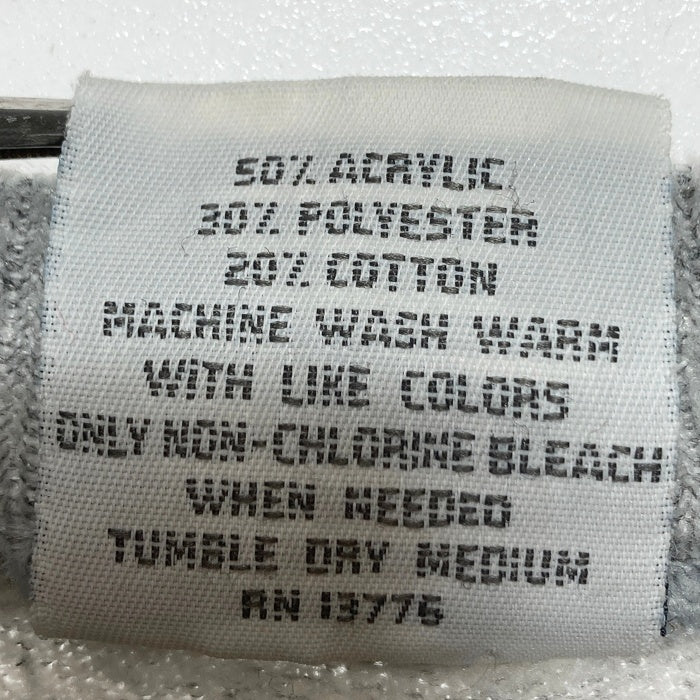 50% ACRYLIC
30% POLYESTER
20% COTTON
MACHINE WASH WARM
WITH LIKE COLORS
ONLY NON-CHLORINE BLEACH
WHEN NEEDED
TUMBLE DRY MEDIUM
RN 13775